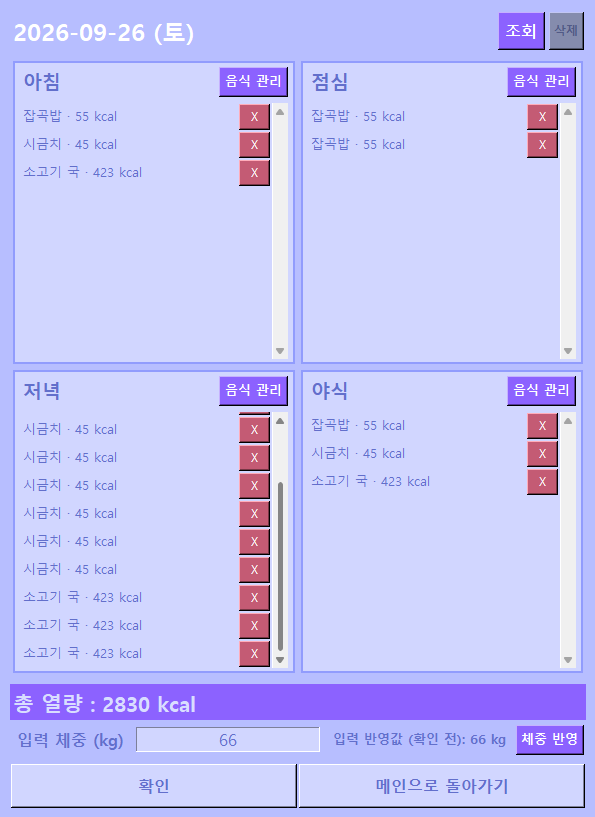 2026-09-26 (토)
조회
삭제
아침
음식 관리
잡곡밥 · 55 kcal
X
시금치 · 45 kcal
X
소고기 국 · 423 kcal
X
점심
음식 관리
잡곡밥 · 55 kcal
X
잡곡밥 · 55 kcal
X
저녁
음식 관리
시금치 · 45 kcal
X
시금치 · 45 kcal
X
시금치 · 45 kcal
X
시금치 · 45 kcal
X
시금치 · 45 kcal
X
시금치 · 45 kcal
X
소고기 국 · 423 kcal
X
소고기 국 · 423 kcal
X
소고기 국 · 423 kcal
X
야식
음식 관리
잡곡밥 · 55 kcal
X
시금치 · 45 kcal
X
소고기 국 · 423 kcal
X
총 열량 : 2830 kcal
입력 체중 (kg)
66
입력 반영값 (확인 전): 66 kg
체중 반영
확인
메인으로 돌아가기